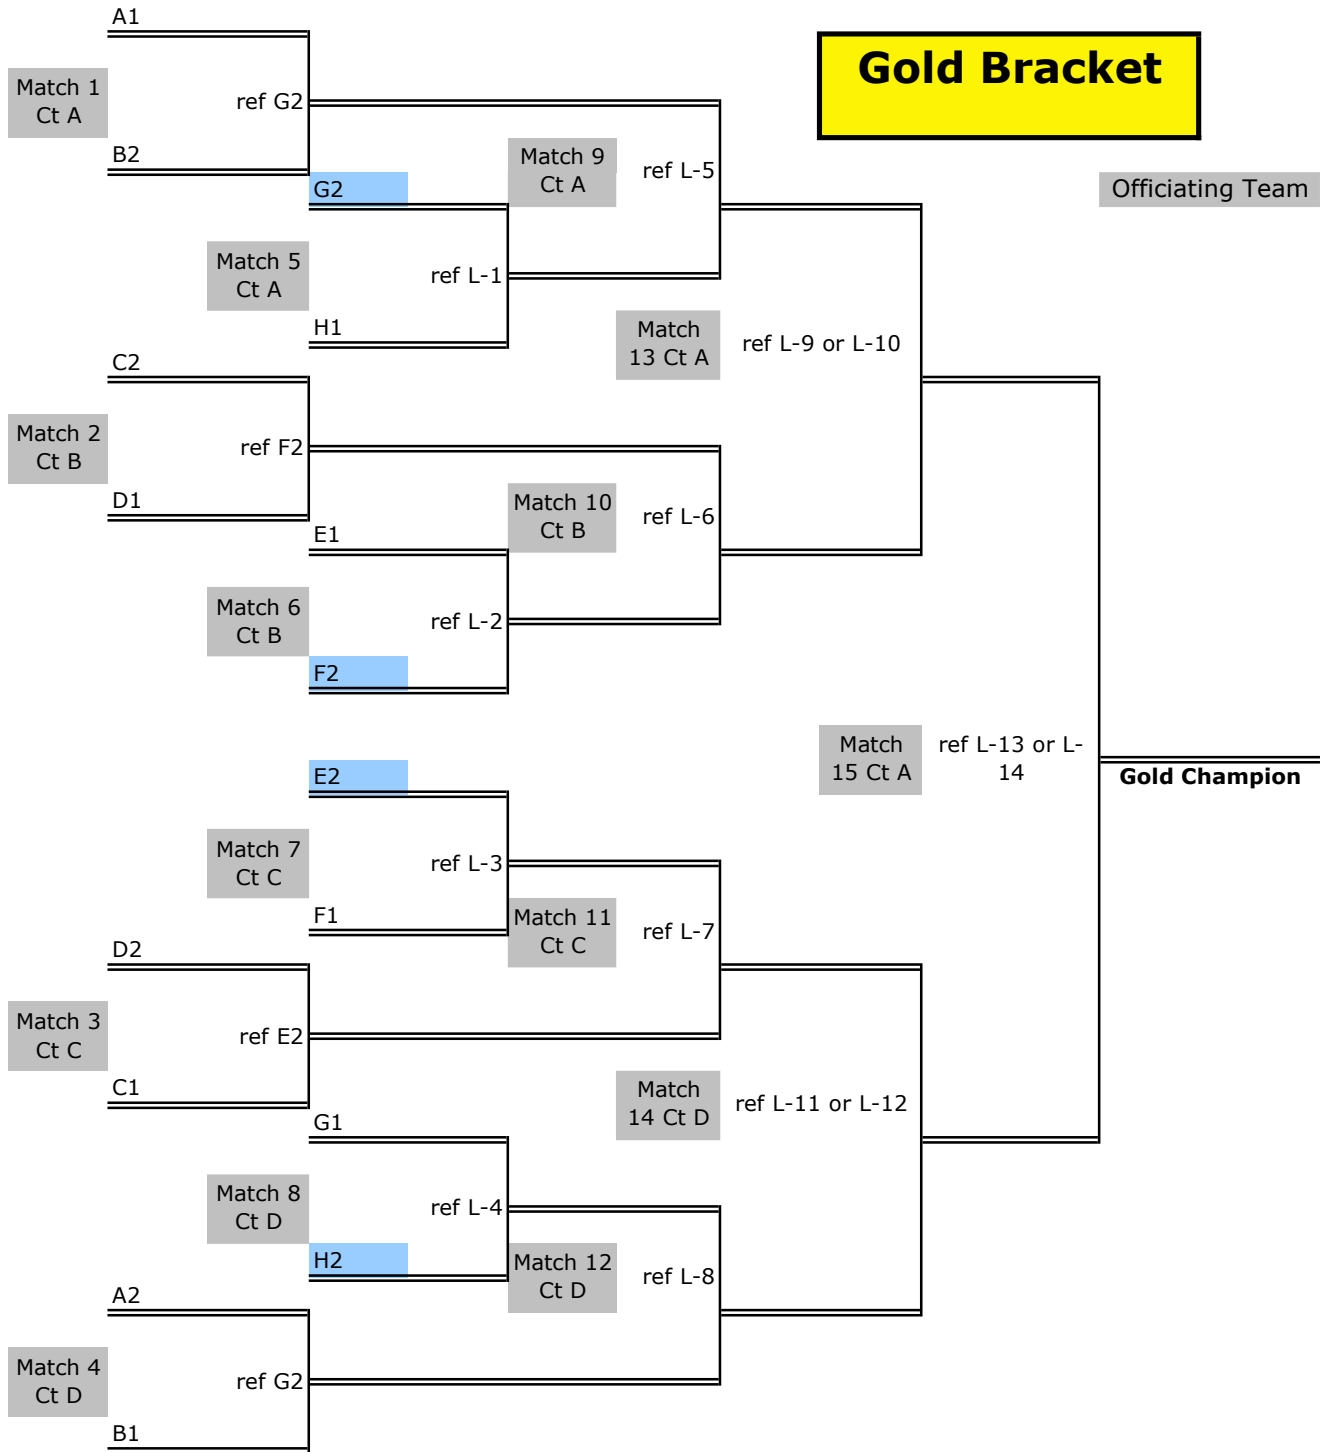 A1
Gold Bracket
Match 1
Ct A
ref G2
B2
Match 9
Ct A
ref L-5
G2
Officiating Team
Match 5
Ct A
ref L-1
H1
Match
13 Ct A
ref L-9 or L-10
C2
Match 2
Ct B
ref F2
D1
Match 10
Ct B
ref L-6
E1
Match 6
Ct B
ref L-2
F2
Match
15 Ct A
ref L-13 or L-
14
E2
Gold Champion
Match 7
Ct C
ref L-3
F1
Match 11
Ct C
ref L-7
D2
Match 3
Ct C
ref E2
C1
Match
14 Ct D
ref L-11 or L-12
G1
Match 8
Ct D
ref L-4
H2
Match 12
Ct D
ref L-8
A2
Match 4
Ct D
ref G2
B1